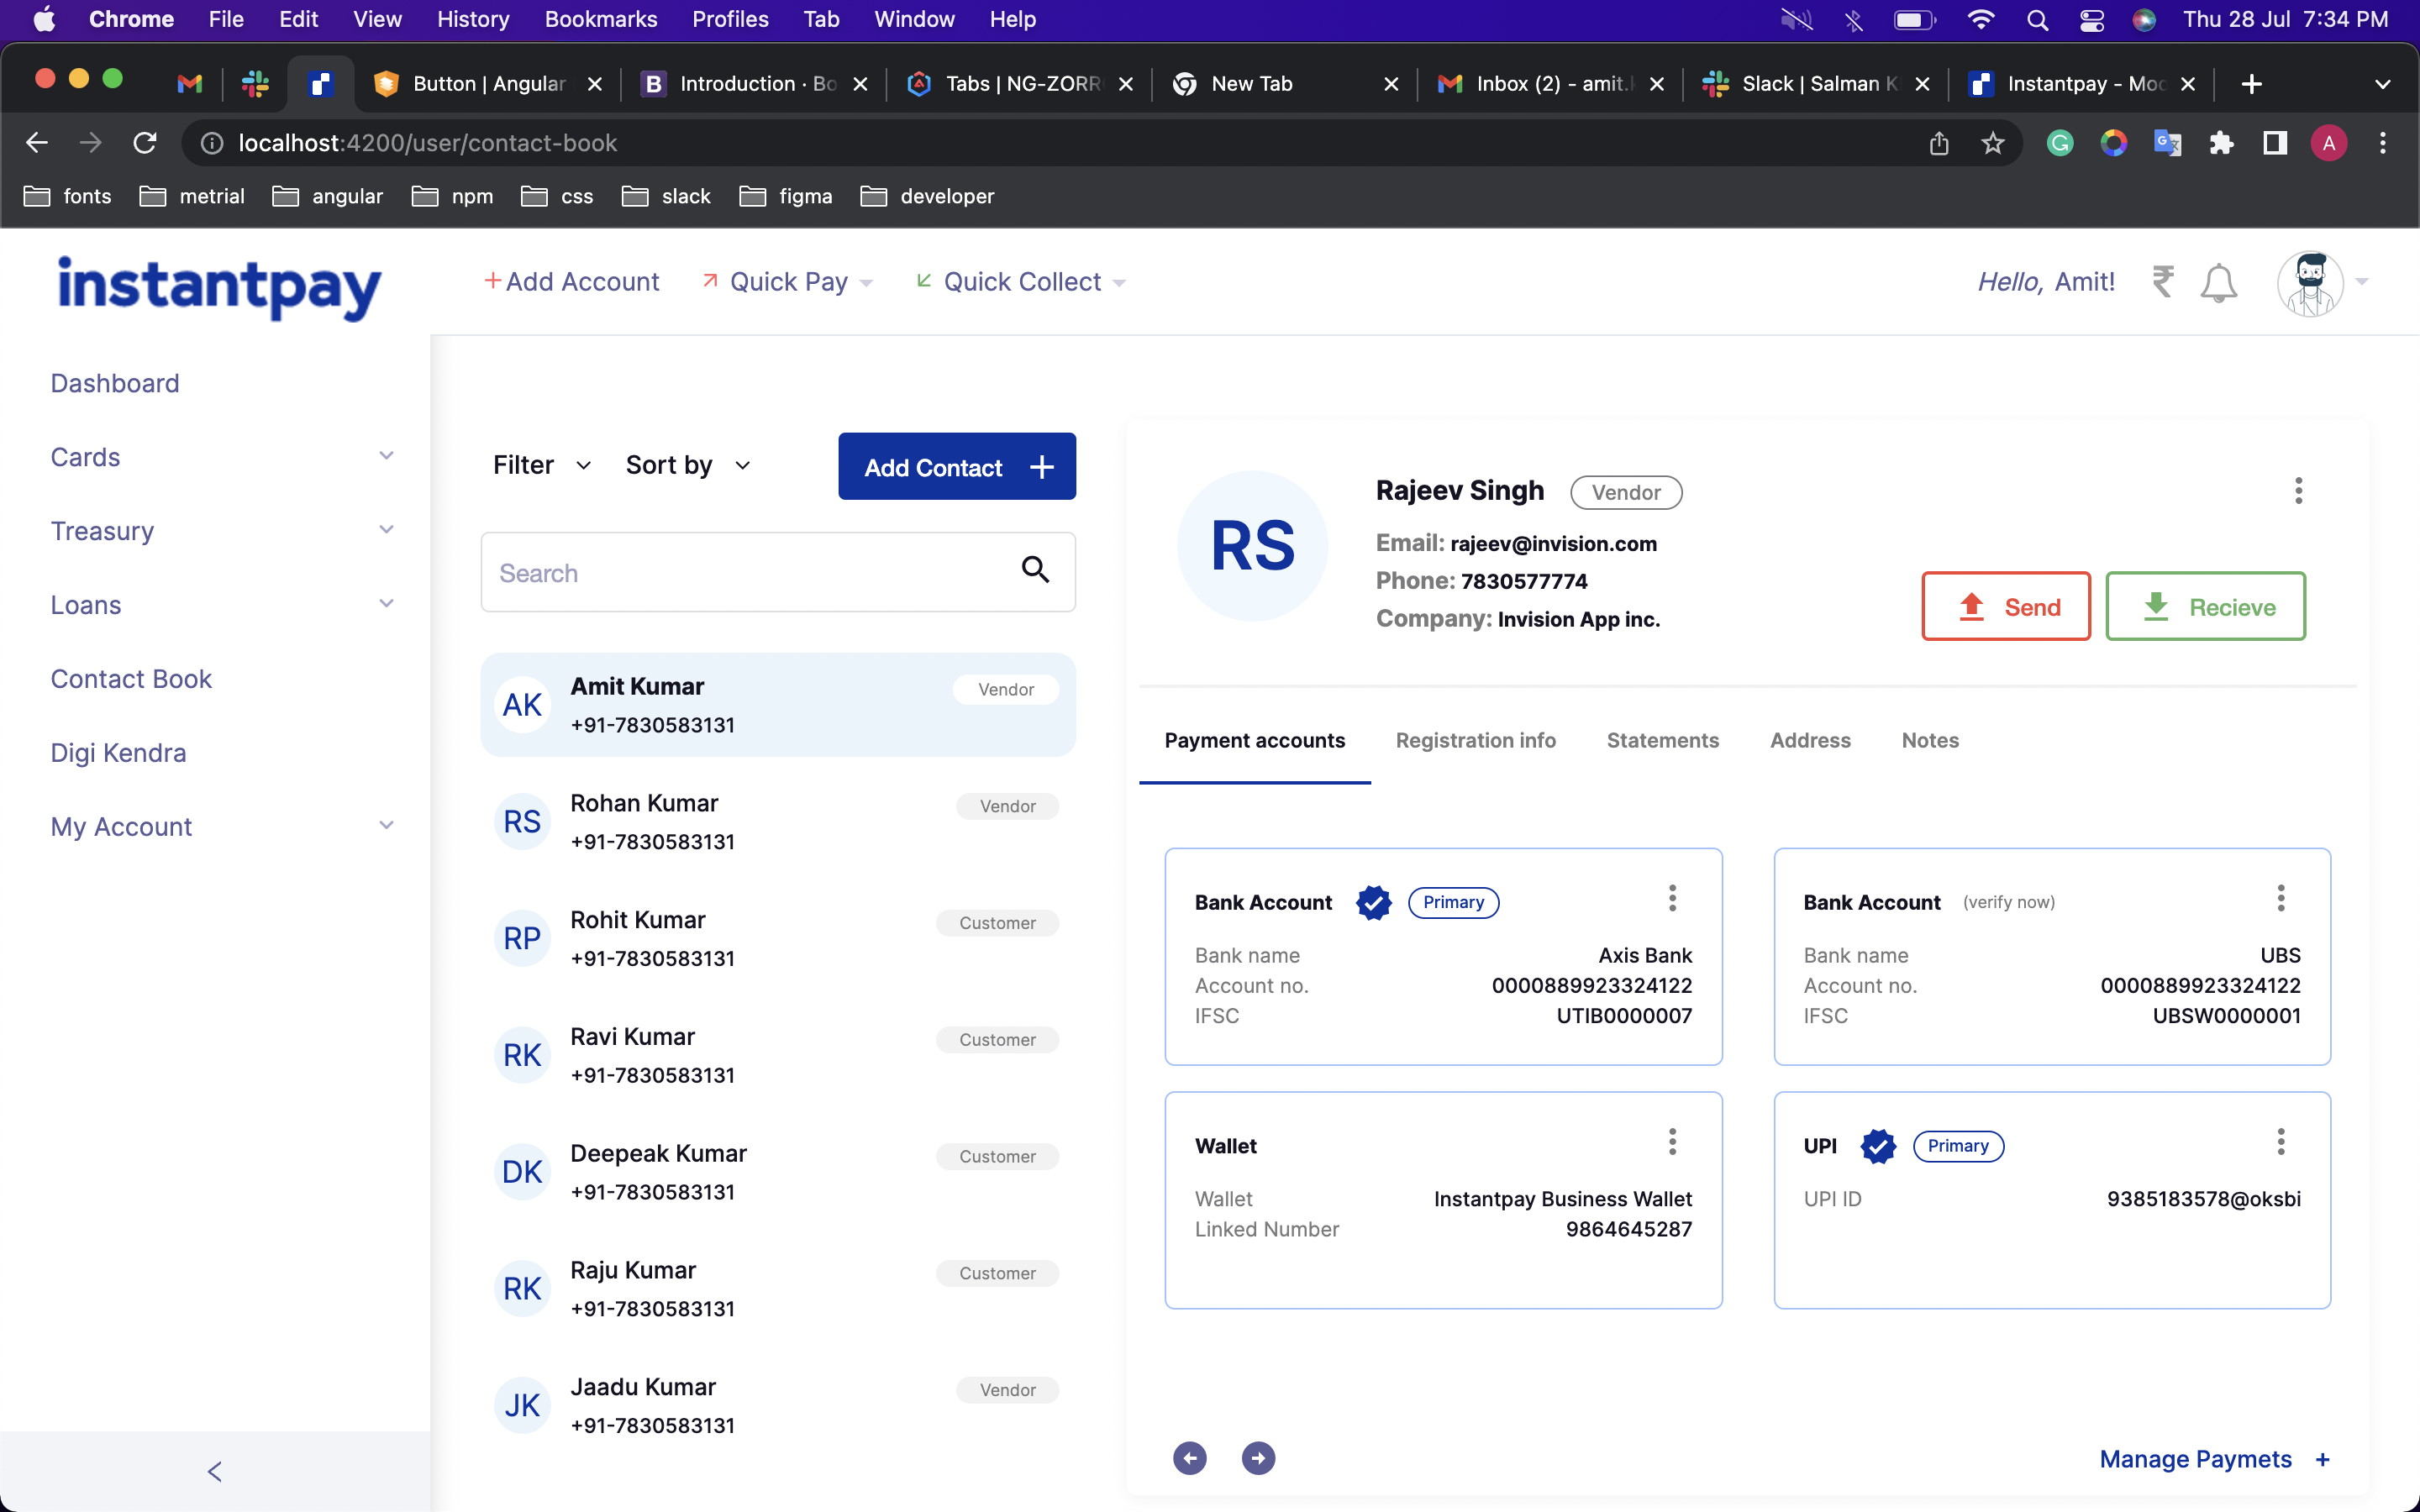 Chrome File Edit View History Bookmarks Profiles Tab Window Help Thu 28 Jul 7:34 PM
Button | Angular Introduction · Bo Tabs | NG-ZORR New Tab Inbox (2) - amit. Slack | Salman K Instantpay - Mo
localhost:4200/user/contact-book A
fonts metrial angular npm css slack figma developer
instantpay
Add Account Quick Pay Quick Collect Hello, Amit! ₹
Dashboard
Cards
Treasury
Loans
Contact Book
Digi Kendra
My Account
Filter Sort by Add Contact +
Search
AK Amit Kumar Vendor
+91-7830583131
RS Rohan Kumar Vendor
+91-7830583131
RP Rohit Kumar Customer
+91-7830583131
RK Ravi Kumar Customer
+91-7830583131
DK Deepeak Kumar Customer
+91-7830583131
RK Raju Kumar Customer
+91-7830583131
JK Jaadu Kumar Vendor
+91-7830583131
RS
Rajeev Singh Vendor
Email: rajeev@invision.com
Phone: 7830577774
Company: Invision App inc.
Send Recieve
Payment accounts Registration info Statements Address Notes
Bank Account Primary
Bank name Axis Bank
Account no. 0000889923324122
IFSC UTIB0000007
Bank Account (verify now)
Bank name UBS
Account no. 0000889923324122
IFSC UBSW0000001
Wallet
Wallet Instantpay Business Wallet
Linked Number 9864645287
UPI Primary
UPI ID 9385183578@oksbi
Manage Paymets +